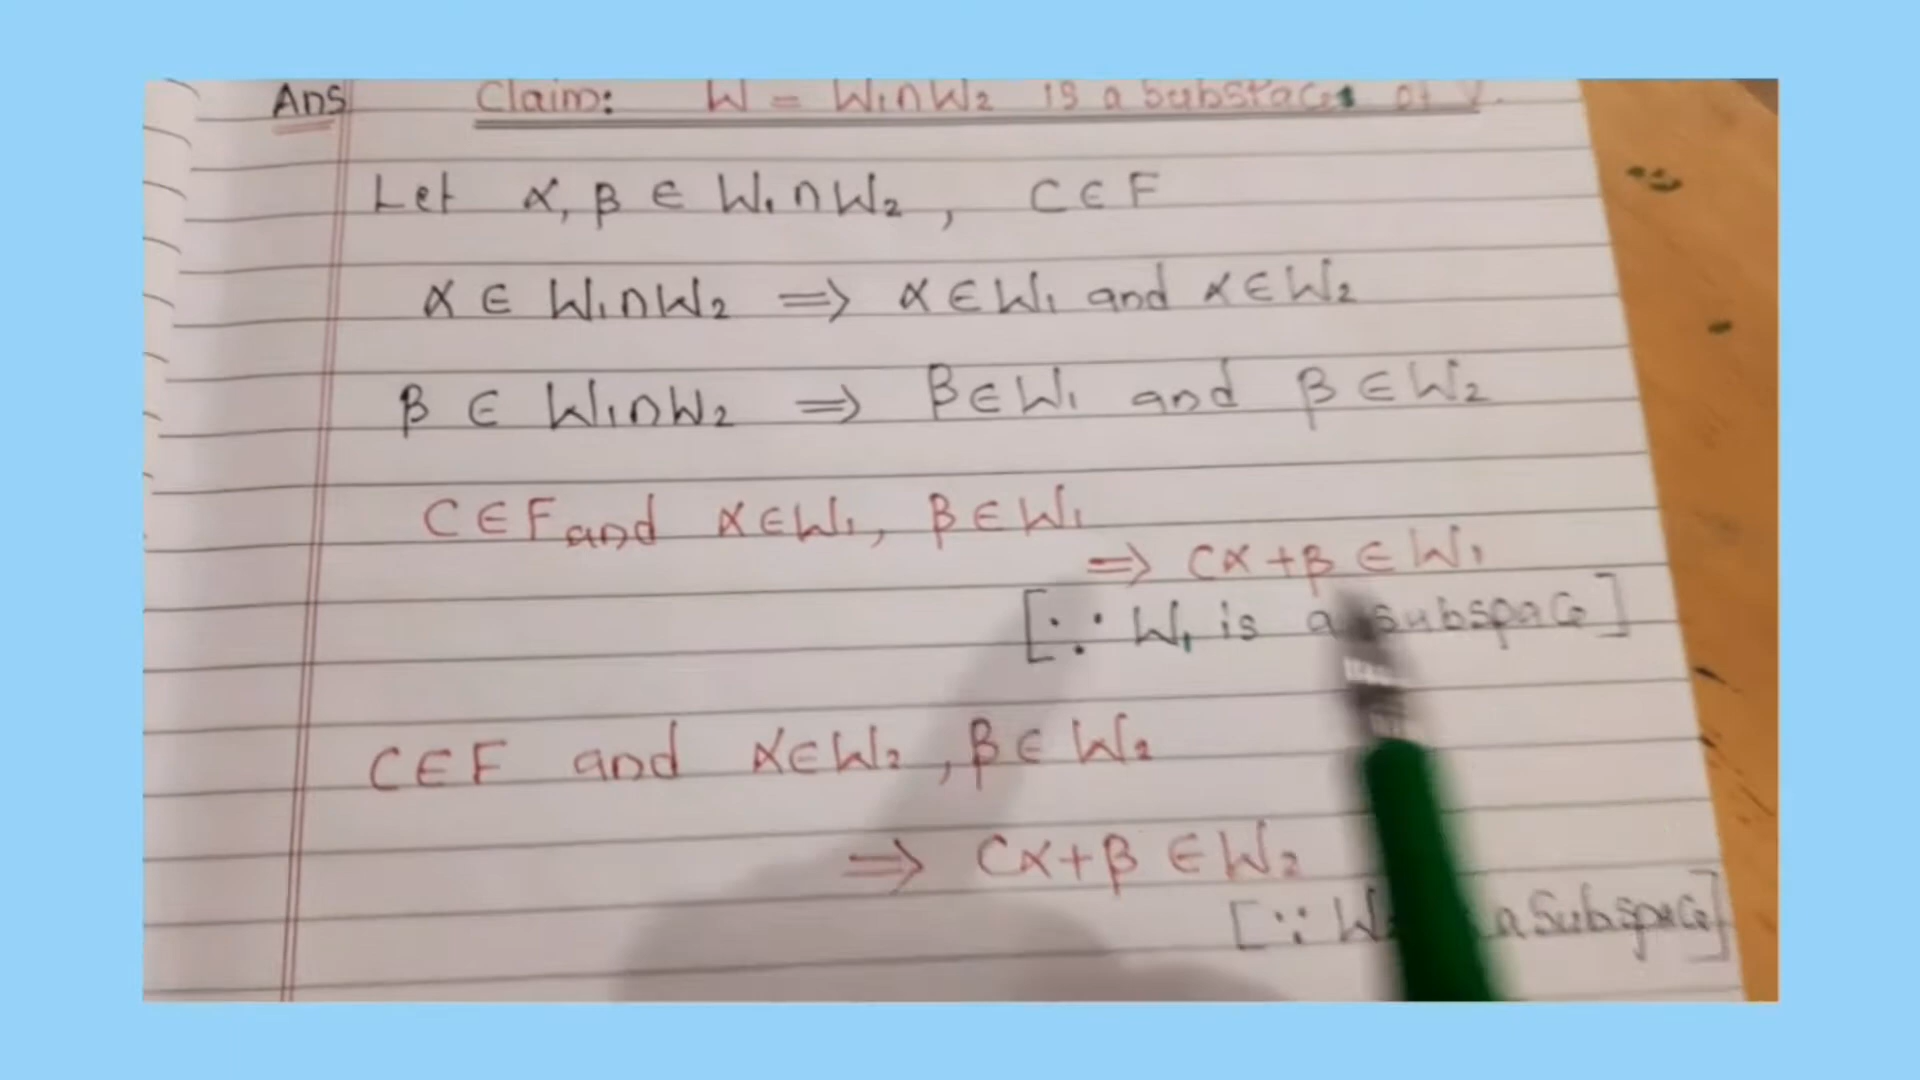 Ans Claim: W = W₁∩W₂ is a subspace of V.
Let α, β ∈ W₁∩W₂, C∈F
α ∈ W₁∩W₂ ⟹ α∈W₁ and α∈W₂
β ∈ W₁∩W₂ ⟹ β∈W₁ and β∈W₂
C∈F and α∈W₁, β∈W₁
⟹ Cα+β ∈ W₁
[∵ W₁ is a subspace]
C∈F and α∈W₂, β∈W₂
⟹ Cα+β ∈ W₂
[∵ W a Subspace]